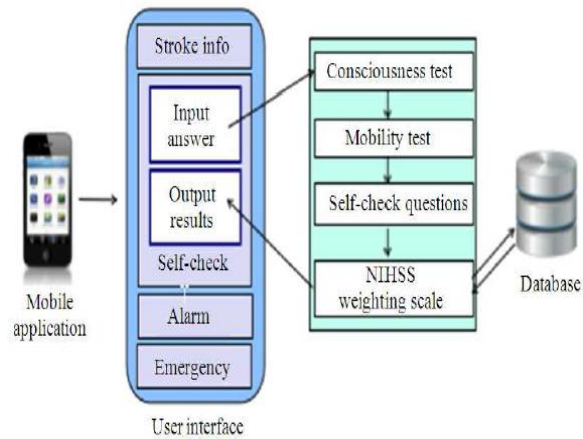 Mobile
application
Stroke info
Input
answer
Output
results
Self-check
Alarm
Emergency
User interface
Consciousness test
Mobility test
Self-check questions
NIHSS
weighting scale
Database